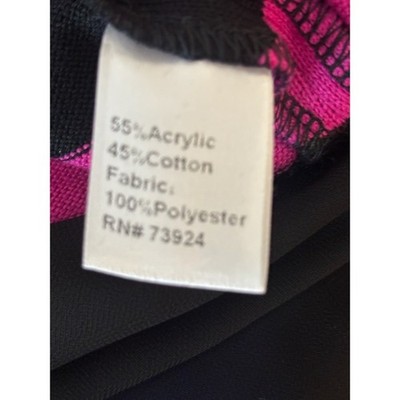 55%Acrylic
45%Cotton
Fabric:
100%Polyester
RN# 73924